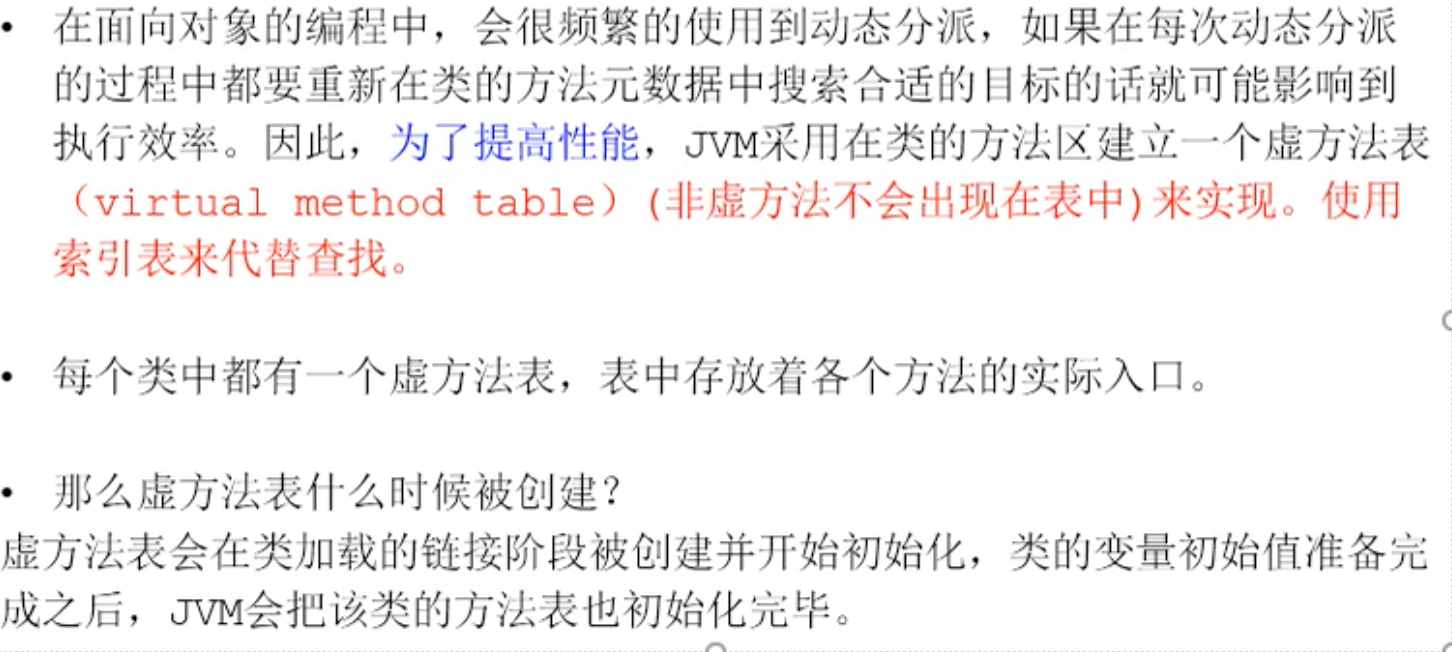 • 在面向对象的编程中，会很频繁的使用到动态分派，如果在每次动态分派
的过程中都要重新在类的方法元数据中搜索合适的目标的话就可能影响到
执行效率。因此，为了提高性能，JVM采用在类的方法区建立一个虚方法表
（virtual method table）(非虚方法不会出现在表中)来实现。使用
索引表来代替查找。
• 每个类中都有一个虚方法表，表中存放着各个方法的实际入口。
• 那么虚方法表什么时候被创建？
虚方法表会在类加载的链接阶段被创建并开始初始化，类的变量初始值准备完
成之后，JVM会把该类的方法表也初始化完毕。